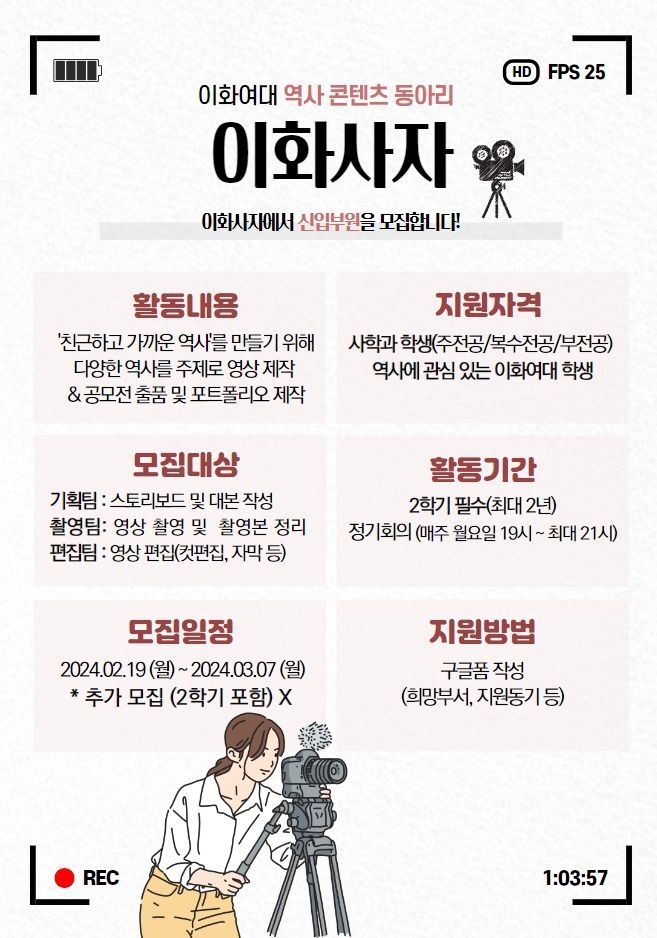 HD FPS 25
이화여대 역사 콘텐츠 동아리
이화사자
이화사자에서 신입부원을 모집합니다!
활동내용
'친근하고 가까운 역사'를 만들기 위해
다양한 역사를 주제로 영상 제작
& 공모전 출품 및 포트폴리오 제작
지원자격
사학과 학생(주전공/복수전공/부전공)
역사에 관심 있는 이화여대 학생
모집대상
기획팀 : 스토리보드 및 대본 작성
촬영팀 : 영상 촬영 및 촬영본 정리
편집팀 : 영상 편집(컷편집, 자막 등)
활동기간
2학기 필수(최대 2년)
정기회의 (매주 월요일 19시 ~ 최대 21시)
모집일정
2024.02.19 (월) ~ 2024.03.07 (월)
* 추가 모집 (2학기 포함) X
지원방법
구글폼 작성
(희망부서, 지원동기 등)
REC
1:03:57